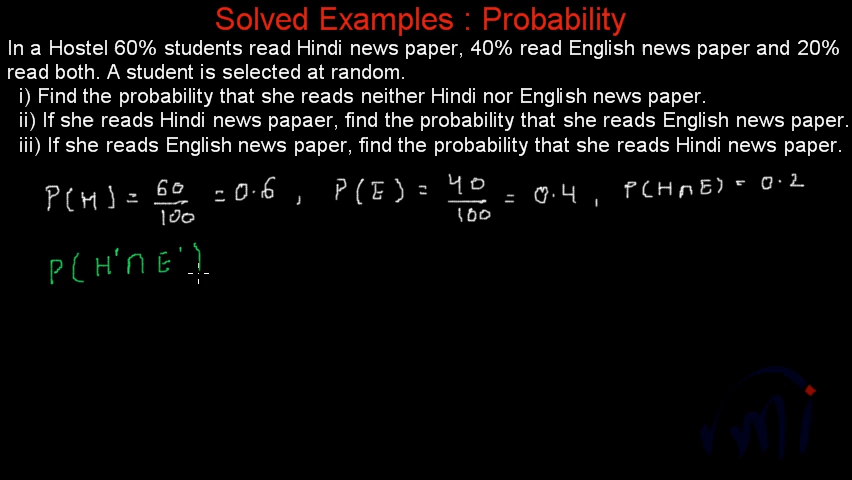 Solved Examples : Probability
In a Hostel 60% students read Hindi news paper, 40% read English news paper and 20%
read both. A student is selected at random.
i) Find the probability that she reads neither Hindi nor English news paper.
ii) If she reads Hindi news papaer, find the probability that she reads English news paper.
iii) If she reads English news paper, find the probability that she reads Hindi news paper.
P(H) = 60/100 = 0.6 , P(E) = 40/100 = 0.4 , P(H∩E) = 0.2
P(H'∩E')
vmi